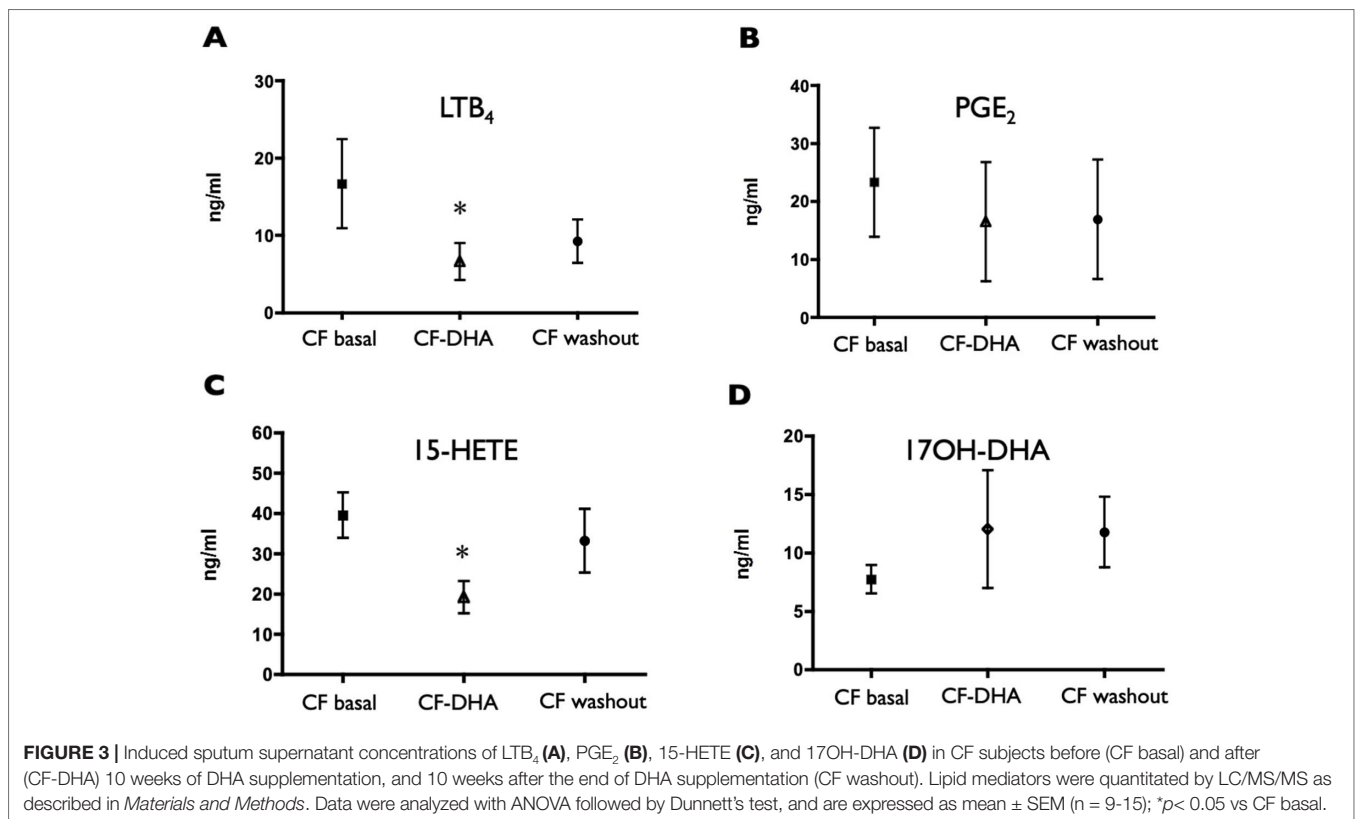 A
LTB₄
30
20
10
0
ng/ml
*
CF basal CF-DHA CF washout
B
PGE₂
40
30
20
10
0
ng/ml
CF basal CF-DHA CF washout
C
15-HETE
60
50
40
30
20
10
0
ng/ml
*
CF basal CF-DHA CF washout
D
17OH-DHA
20
15
10
5
0
ng/ml
CF basal CF-DHA CF washout
FIGURE 3 | Induced sputum supernatant concentrations of LTB₄ (A), PGE₂ (B), 15-HETE (C), and 17OH-DHA (D) in CF subjects before (CF basal) and after
(CF-DHA) 10 weeks of DHA supplementation, and 10 weeks after the end of DHA supplementation (CF washout). Lipid mediators were quantitated by LC/MS/MS as
described in Materials and Methods. Data were analyzed with ANOVA followed by Dunnett's test, and are expressed as mean ± SEM (n = 9-15); *p< 0.05 vs CF basal.